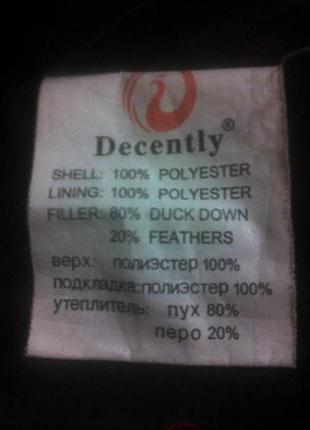 Decently®
SHELL: 100% POLYESTER
LINING: 100% POLYESTER
FILLER: 80% DUCK DOWN
20% FEATHERS
верх: полиэстер 100%
подкладка:полиэстер 100%
утеплитель: пух 80%
перо 20%